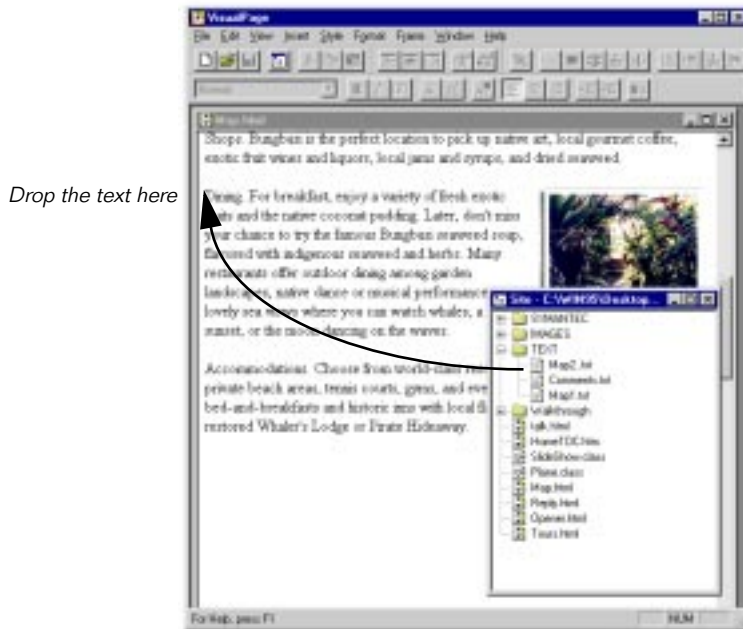 VisualPage
File Edit View Insert Style Format Frame Window Help
Normal
Map.html
Shops. Bungbun is the perfect location to pick up native art, local gourmet coffee,
exotic fruit wines and liquors, local jams and syrups, and dried seaweed.
Drop the text here
Dining. For breakfast, enjoy a variety of fresh exotic
fruits and the native coconut pudding. Later, don't miss
your chance to try the famous Bungbun seaweed soup,
flavored with indigenous seaweed and herbs. Many
restaurants offer outdoor dining among garden
landscapes, native dance or musical performance
lovely sea views where you can watch whales, a
sunset, or the moon dancing on the waves.
Accommodations. Choose from world-class
private beach areas, tennis courts, gyms, and eve
bed-and-breakfasts and historic inns with local fl
restored Whaler's Lodge or Pirate Hideaway.
Site - C:\WIN95\Desktop...
SYMANTEC
IMAGES
TEXT
Map2.txt
Comments.txt
Map1.txt
Walkthrough
talk.html
HomeTOC.htm
SlideShow.class
Plane.class
Map.html
Reply.html
Opener.html
Tours.html
For Help, press F1
NUM